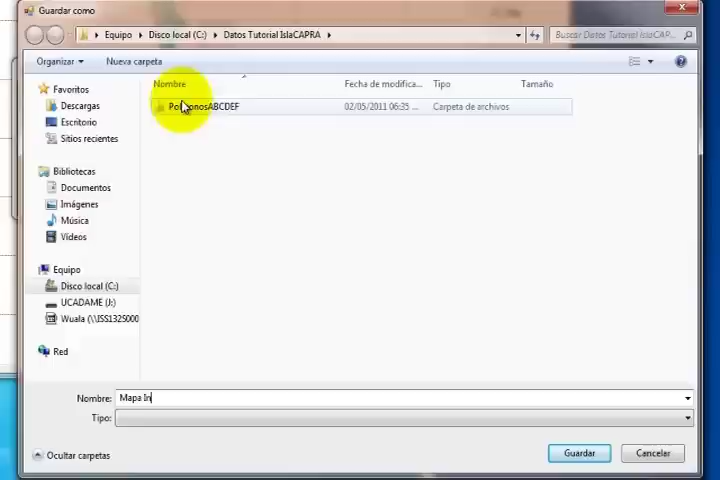 Guardar como
Equipo ▸ Disco local (C:) ▸ Datos Tutorial IslaCAPRA ▸
Buscar Datos Tutorial IslaCAP...
Organizar
Nueva carpeta
Nombre
Fecha de modifica...
Tipo
Tamaño
02/05/2011 06:35 ...
Carpeta de archivos
Favoritos
Descargas
Escritorio
Sitios recientes
Bibliotecas
Documentos
Imágenes
Música
Vídeos
Equipo
Disco local (C:)
UCADAME (J:)
Wuala (\\ISS1325000
Red
Nombre: Mapa In
Tipo:
Ocultar carpetas
Guardar
Cancelar